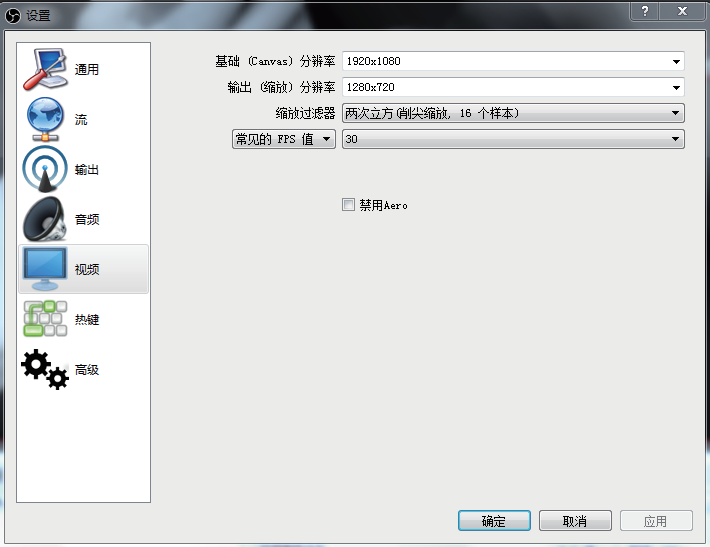 设置
?
通用
流
输出
音频
视频
热键
高级
基础 (Canvas) 分辨率 1920x1080
输出 (缩放) 分辨率 1280x720
缩放过滤器 两次立方(削尖缩放, 16 个样本)
常见的 FPS 值 30
禁用Aero
确定 取消 应用